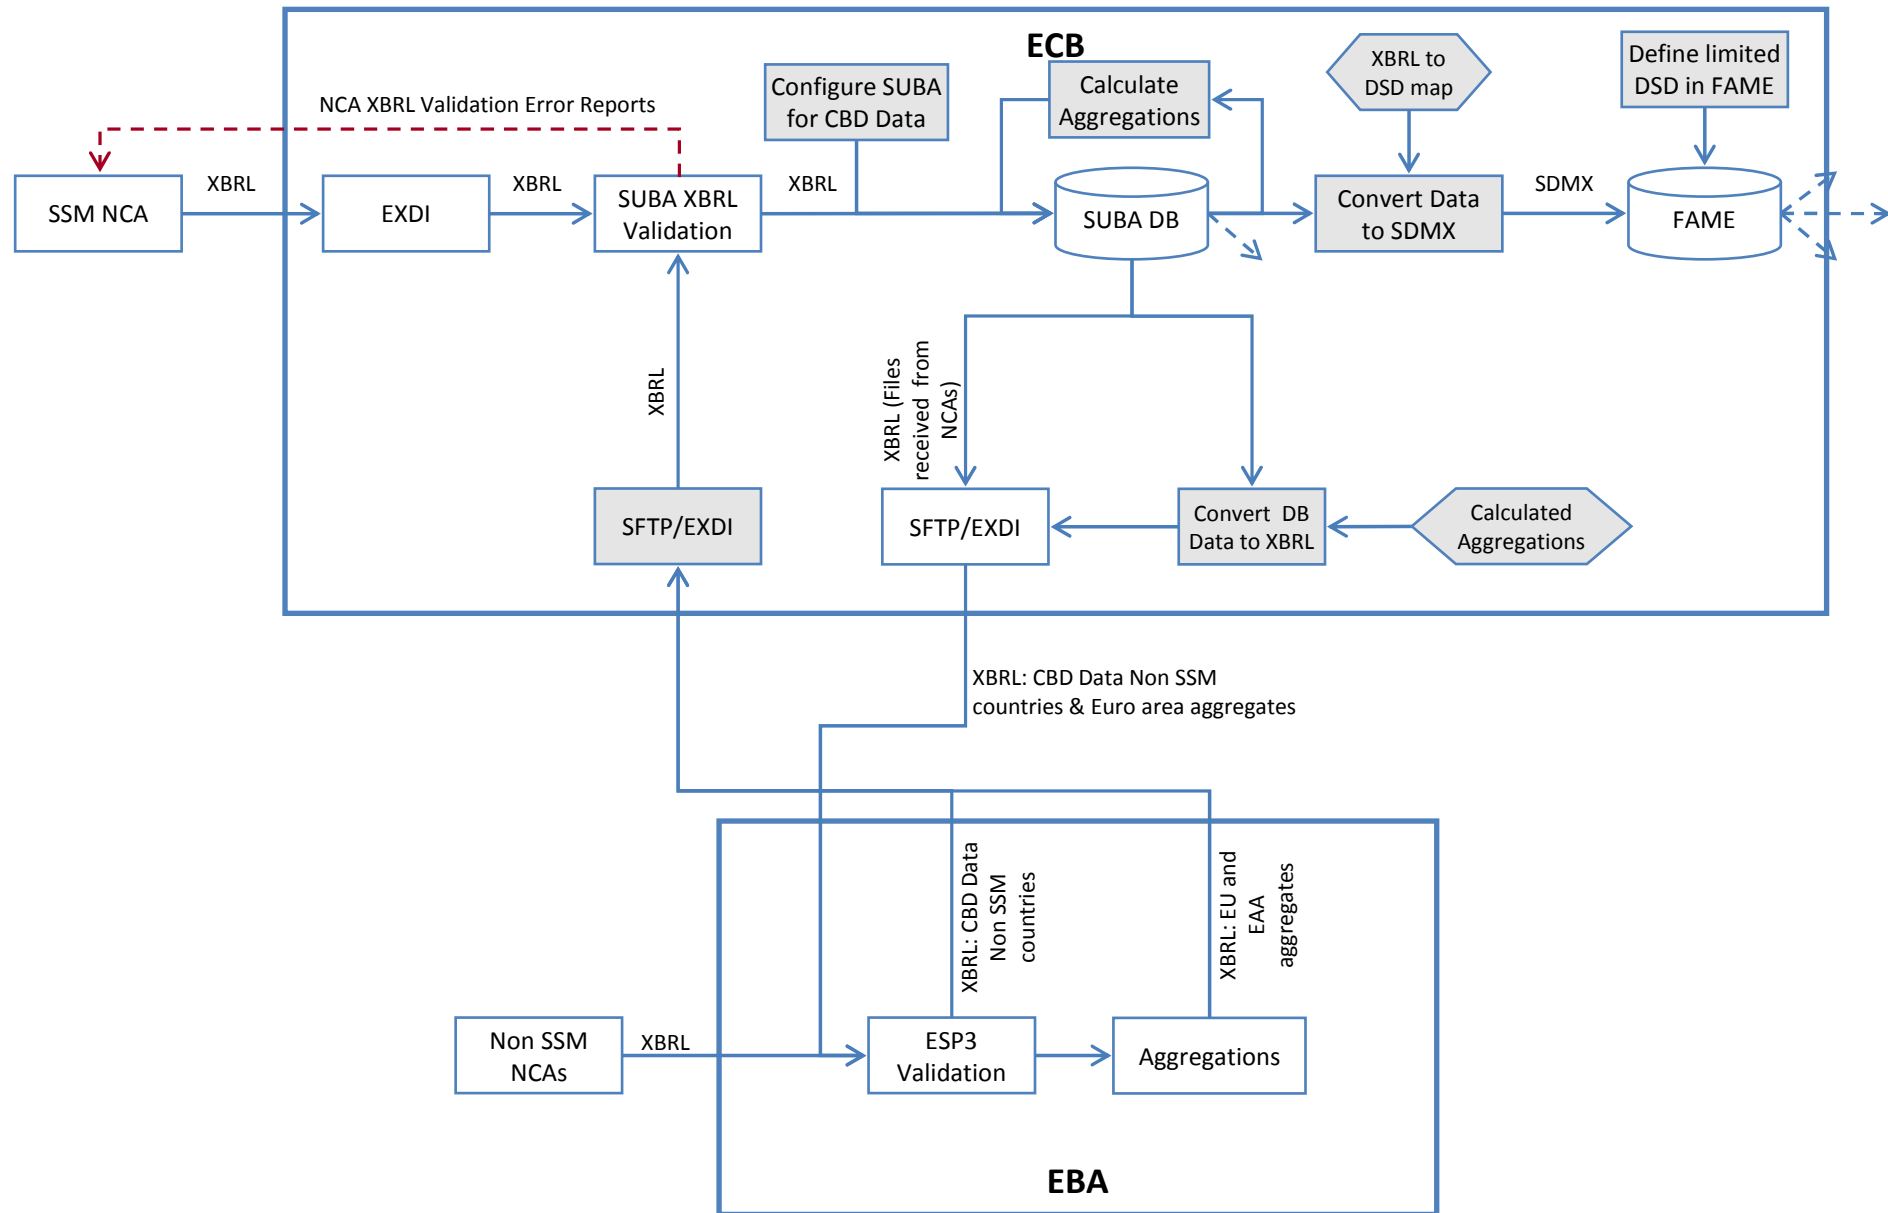 ECB
XBRL to
DSD map
Define limited
DSD in FAME
Configure SUBA
for CBD Data
Calculate
Aggregations
NCA XBRL Validation Error Reports
XBRL
XBRL
XBRL
SDMX
SSM NCA
EXDI
SUBA XBRL
Validation
SUBA DB
Convert Data
to SDMX
FAME
XBRL
XBRL (Files
received from
NCAs)
SFTP/EXDI
SFTP/EXDI
Convert DB
Data to XBRL
Calculated
Aggregations
XBRL: CBD Data Non SSM
countries & Euro area aggregates
XBRL: CBD Data
Non SSM
countries
XBRL: EU and
EAA
aggregates
Non SSM
NCAs
XBRL
ESP3
Validation
Aggregations
EBA